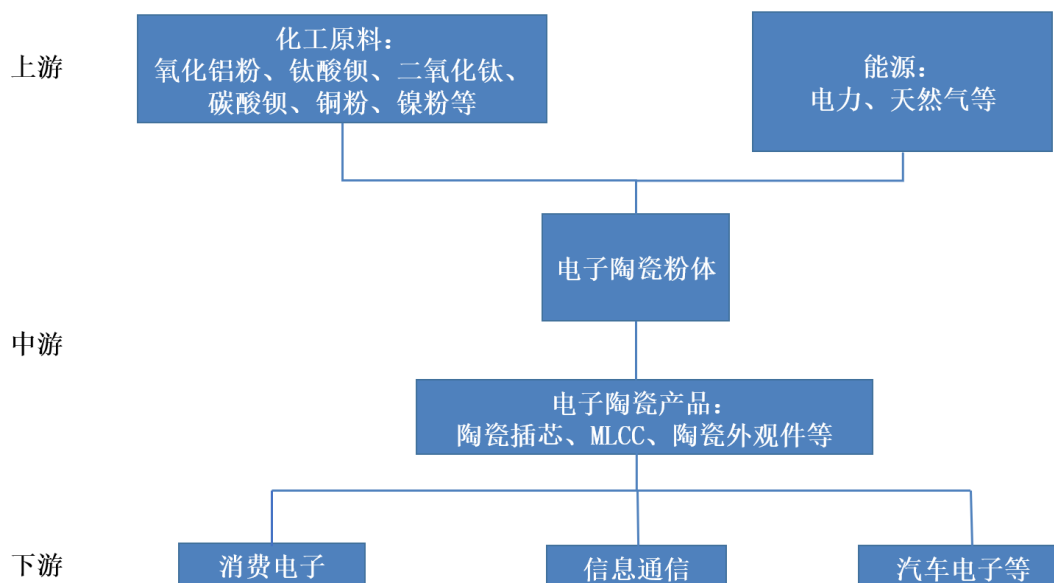 上游
化工原料：
氧化铝粉、钛酸钡、二氧化钛、
碳酸钡、铜粉、镍粉等
能源：
电力、天然气等
电子陶瓷粉体
中游
电子陶瓷产品：
陶瓷插芯、MLCC、陶瓷外观件等
下游
消费电子
信息通信
汽车电子等